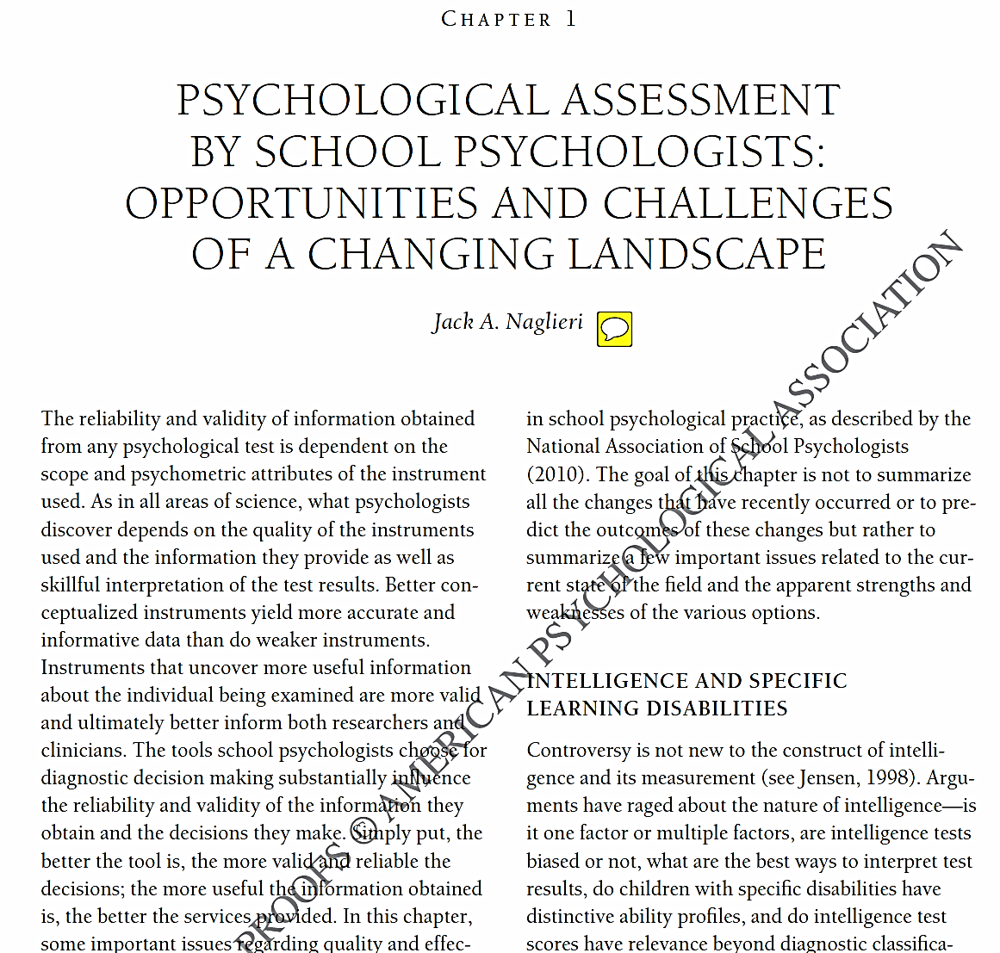 CHAPTER 1
PSYCHOLOGICAL ASSESSMENT
BY SCHOOL PSYCHOLOGISTS:
OPPORTUNITIES AND CHALLENGES
OF A CHANGING LANDSCAPE
Jack A. Naglieri
The reliability and validity of information obtained
from any psychological test is dependent on the
scope and psychometric attributes of the instrument
used. As in all areas of science, what psychologists
discover depends on the quality of the instruments
used and the information they provide as well as
skillful interpretation of the test results. Better con-
ceptualized instruments yield more accurate and
informative data than do weaker instruments.
Instruments that uncover more useful information
about the individual being examined are more valid
and ultimately better inform both researchers and
clinicians. The tools school psychologists choose for
diagnostic decision making substantially influence
the reliability and validity of the information they
obtain and the decisions they make. Simply put, the
better the tool is, the more valid and reliable the
decisions; the more useful the information obtained
is, the better the services provided. In this chapter,
some important issues regarding quality and effec-
in school psychological practice, as described by the
National Association of School Psychologists
(2010). The goal of this chapter is not to summarize
all the changes that have recently occurred or to pre-
dict the outcomes of these changes but rather to
summarize a few important issues related to the cur-
rent state of the field and the apparent strengths and
weaknesses of the various options.
INTELLIGENCE AND SPECIFIC
LEARNING DISABILITIES
Controversy is not new to the construct of intelli-
gence and its measurement (see Jensen, 1998). Argu-
ments have raged about the nature of intelligence—is
it one factor or multiple factors, are intelligence tests
biased or not, what are the best ways to interpret test
results, do children with specific disabilities have
distinctive ability profiles, and do intelligence test
scores have relevance beyond diagnostic classifica-
PROOFS © AMERICAN PSYCHOLOGICAL ASSOCIATION